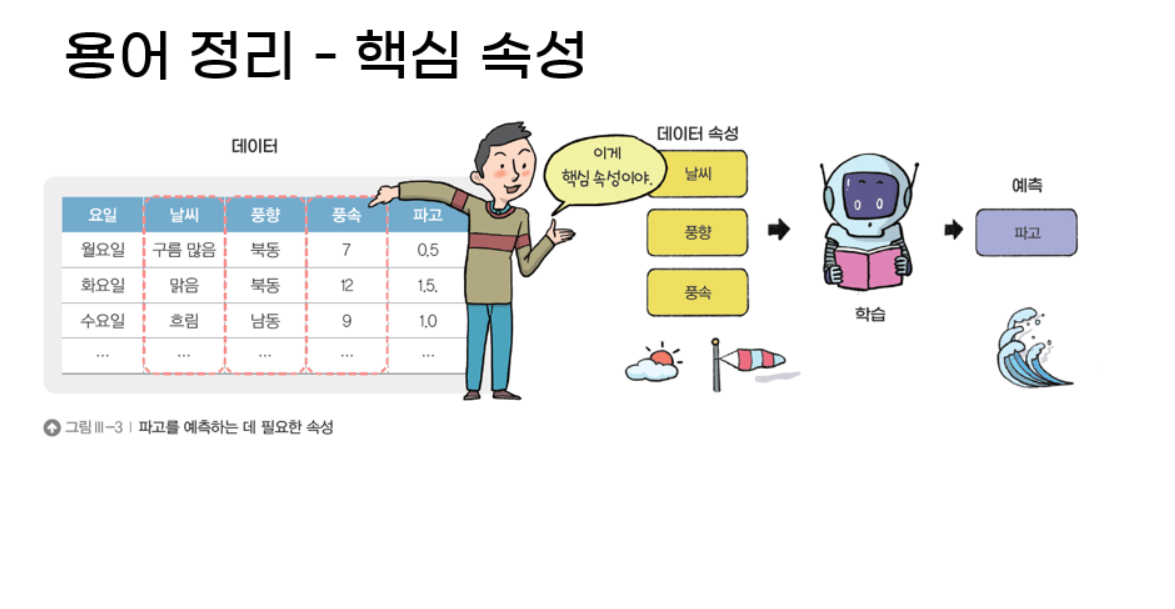 용어 정리 - 핵심 속성
데이터
요일 날씨 풍향 풍속 파고
월요일 구름 많음 북동 7 0.5
화요일 맑음 북동 12 1.5.
수요일 흐림 남동 9 1.0
... ... ... ... ...
이게
핵심 속성이야.
데이터 속성
날씨
풍향
풍속
학습
예측
파고
그림 Ⅲ-3 | 파고를 예측하는 데 필요한 속성